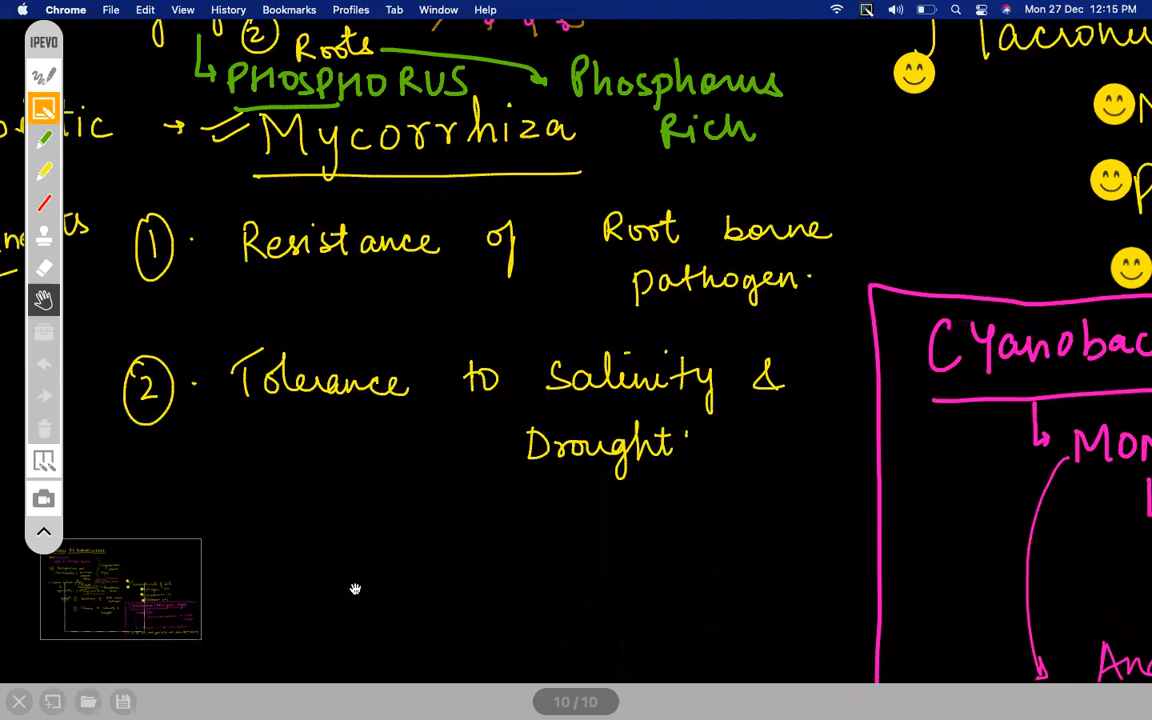 Chrome File Edit View History Bookmarks Profiles Tab Window Help Mon 27 Dec 12:15 PM
IPEVO
② Roots
PHOSPHORUS Phosphorus
Rich
→ Mycorrhiza
① · Resistance of Root borne
pathogen.
② · Tolerance to Salinity &
Drought
Cyanobac
10 / 10